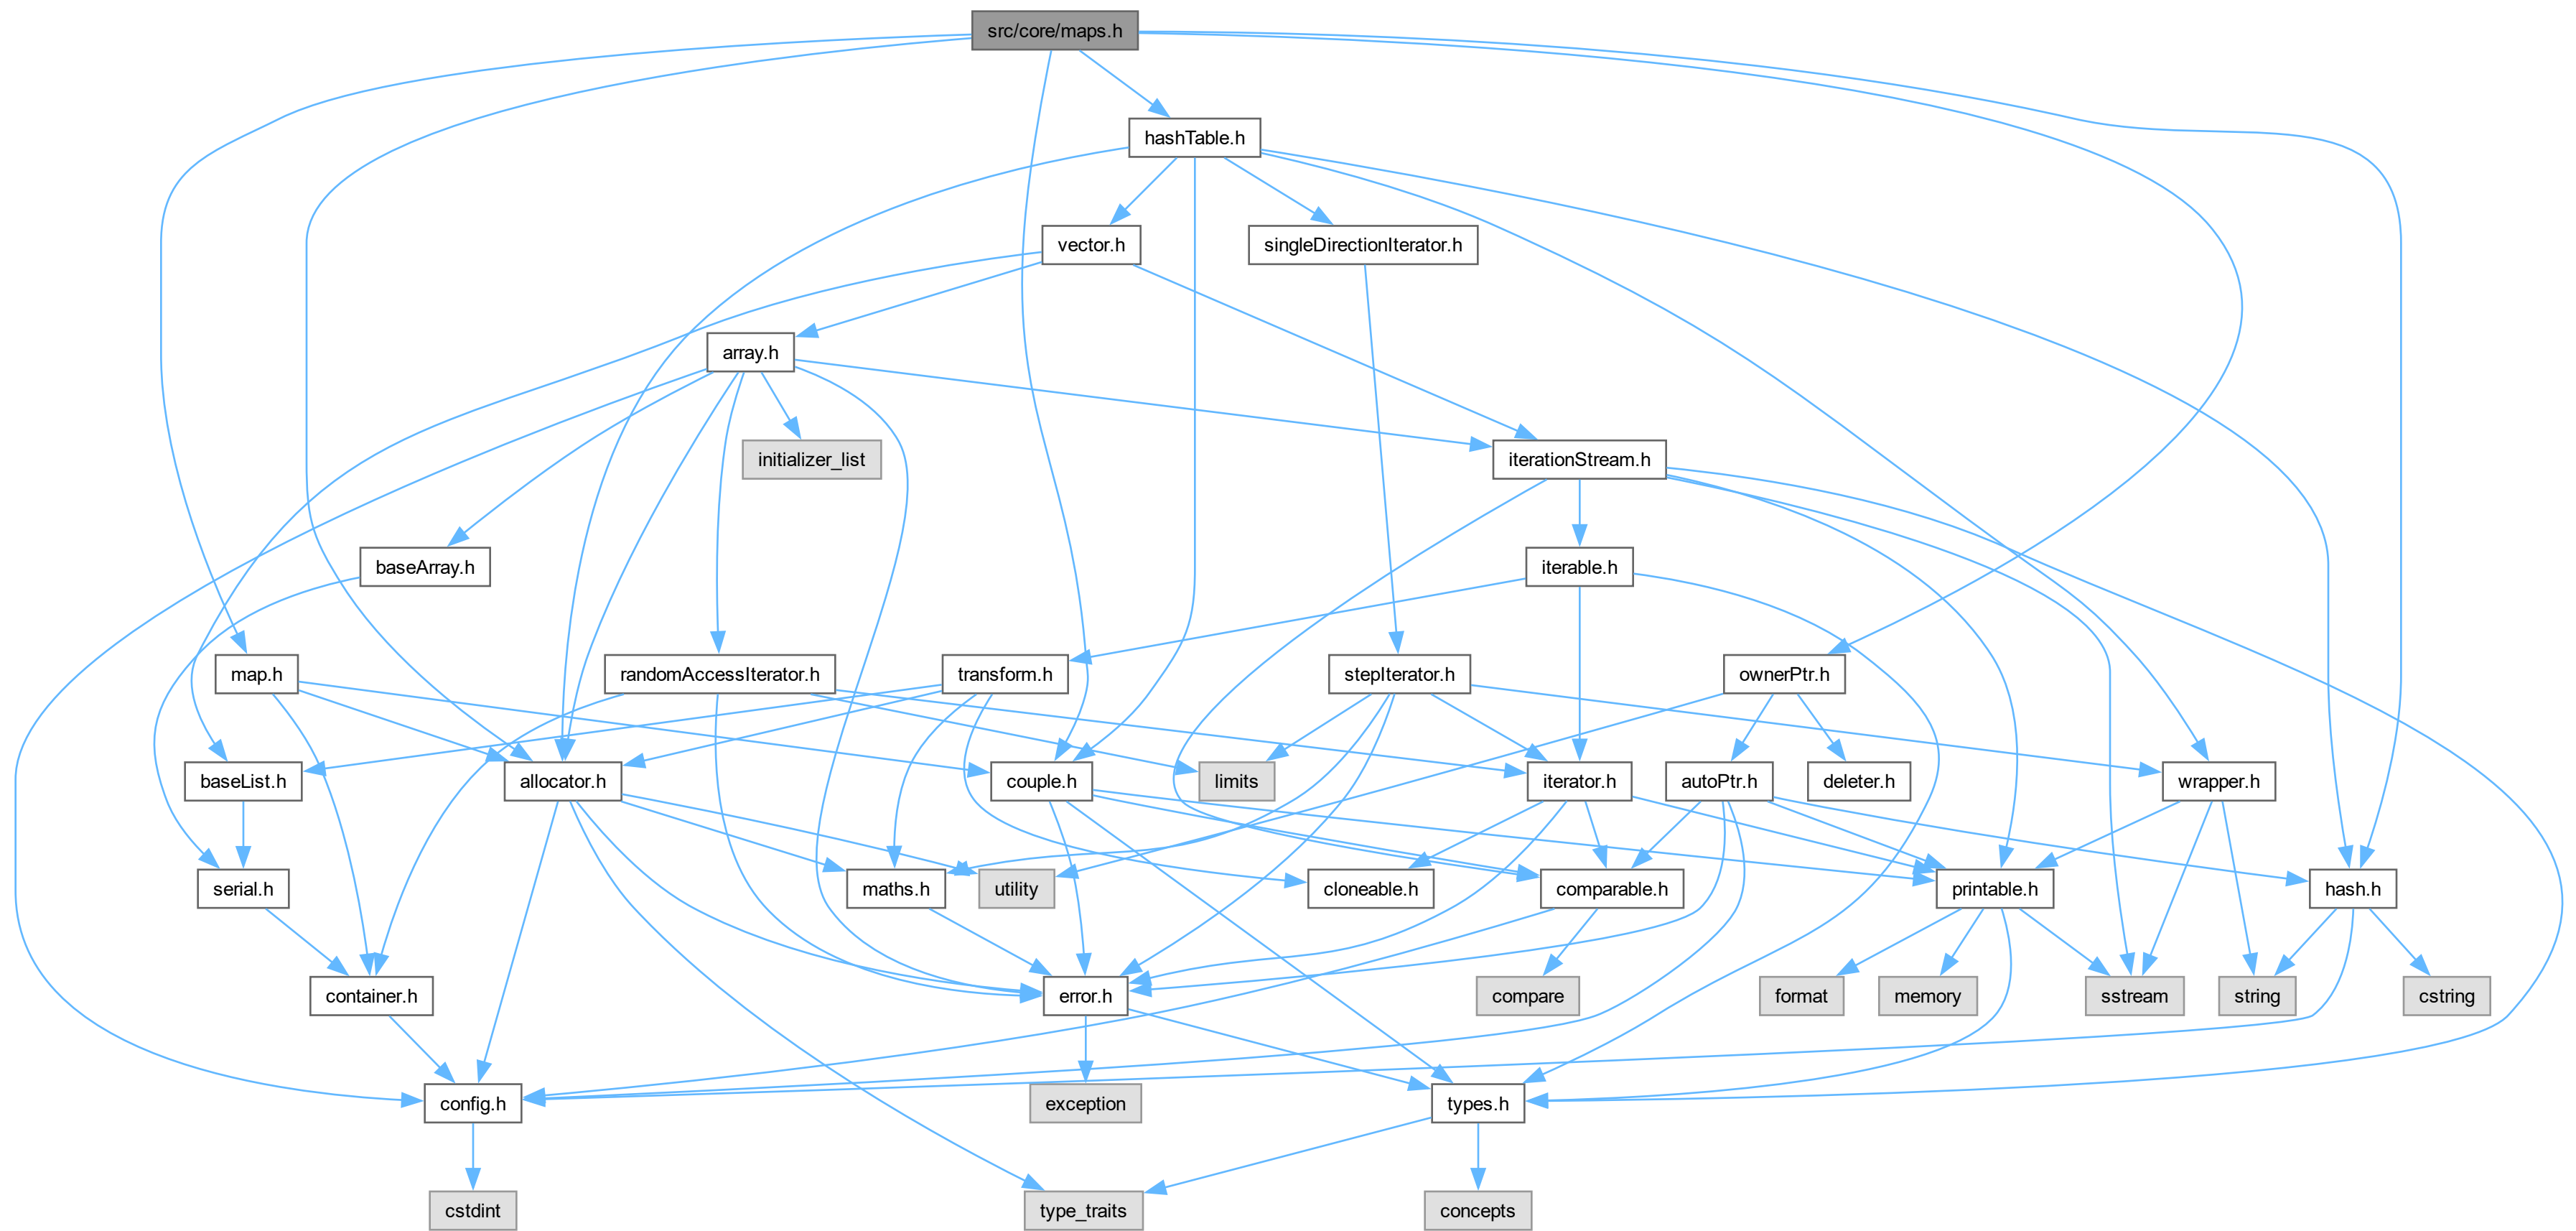 src/core/maps.h
hashTable.h
vector.h
singleDirectionIterator.h
array.h
initializer_list
iterationStream.h
baseArray.h
iterable.h
map.h
randomAccessIterator.h
transform.h
stepIterator.h
ownerPtr.h
baseList.h
allocator.h
couple.h
limits
iterator.h
autoPtr.h
deleter.h
wrapper.h
serial.h
maths.h
utility
cloneable.h
comparable.h
printable.h
hash.h
container.h
error.h
compare
format
memory
sstream
string
cstring
config.h
exception
types.h
cstdint
type_traits
concepts